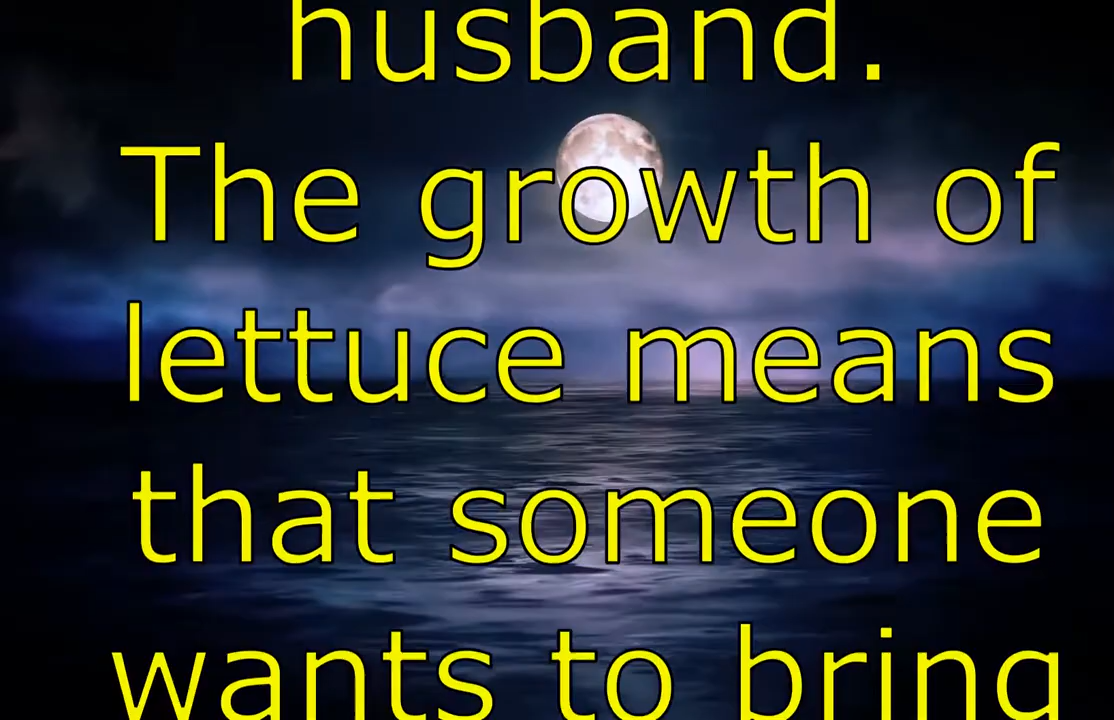 husband.
The growth of
lettuce means
that someone
wants to bring